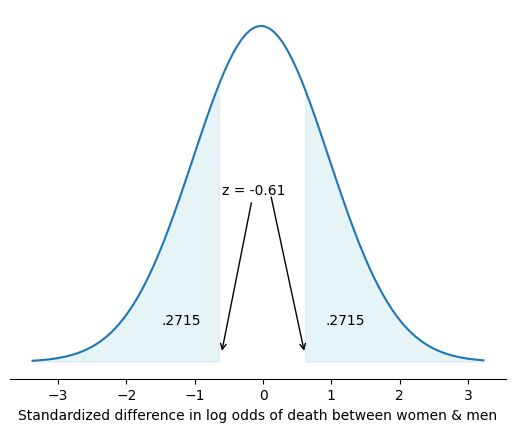 z = -0.61
.2715 .2715
−3 −2 −1 0 1 2 3
Standardized difference in log odds of death between women & men